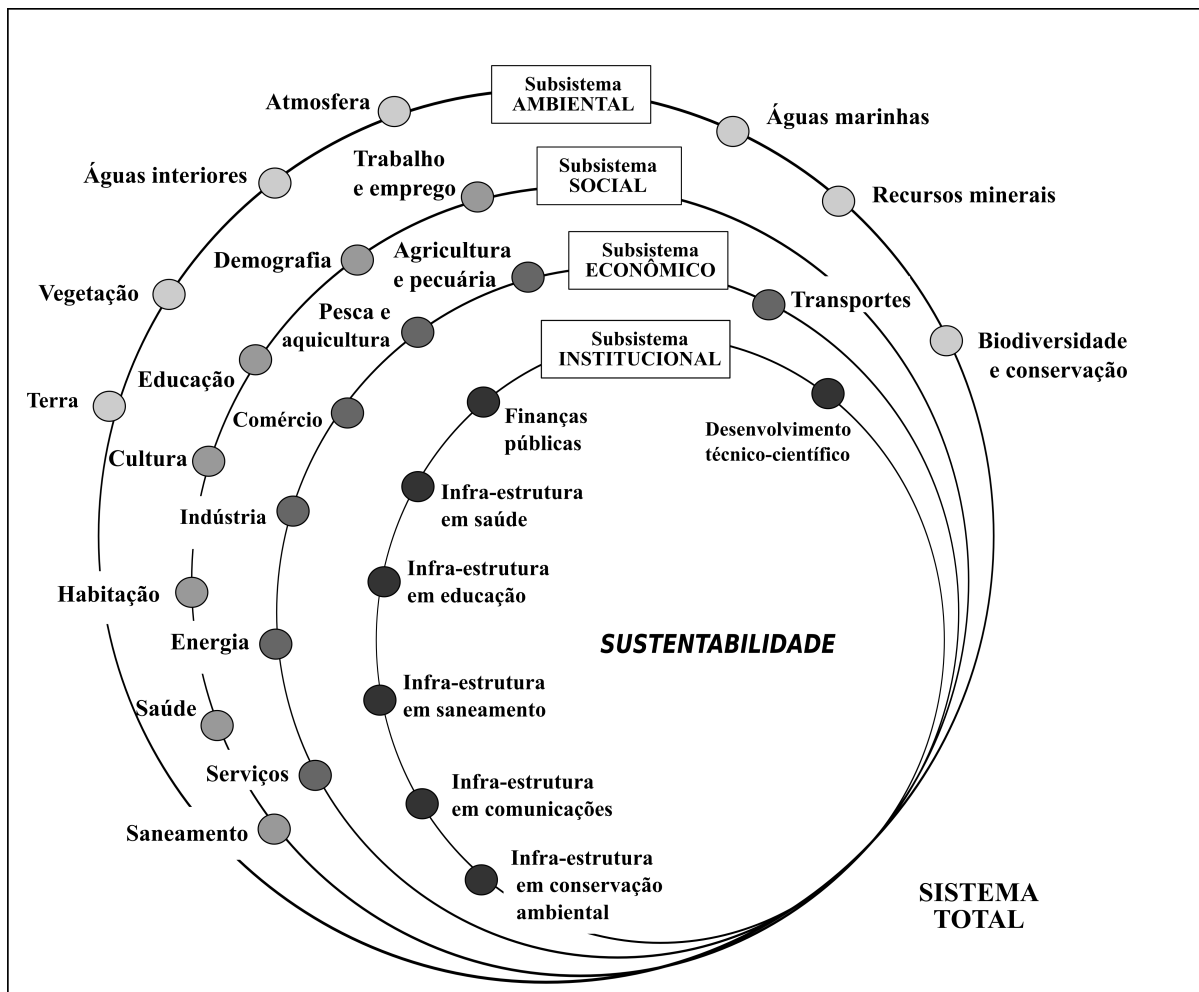 Subsistema
AMBIENTAL
Atmosfera
Águas interiores
Vegetação
Terra
Águas marinhas
Recursos minerais
Biodiversidade
e conservação
Subsistema
SOCIAL
Trabalho
e emprego
Demografia
Educação
Cultura
Habitação
Saúde
Saneamento
Subsistema
ECONÔMICO
Agricultura
e pecuária
Pesca e
aquicultura
Comércio
Indústria
Energia
Serviços
Transportes
Subsistema
INSTITUCIONAL
Finanças
públicas
Infra-estrutura
em saúde
Infra-estrutura
em educação
Infra-estrutura
em saneamento
Infra-estrutura
em comunicações
Infra-estrutura
em conservação
ambiental
Desenvolvimento
técnico-científico
SUSTENTABILIDADE
SISTEMA
TOTAL